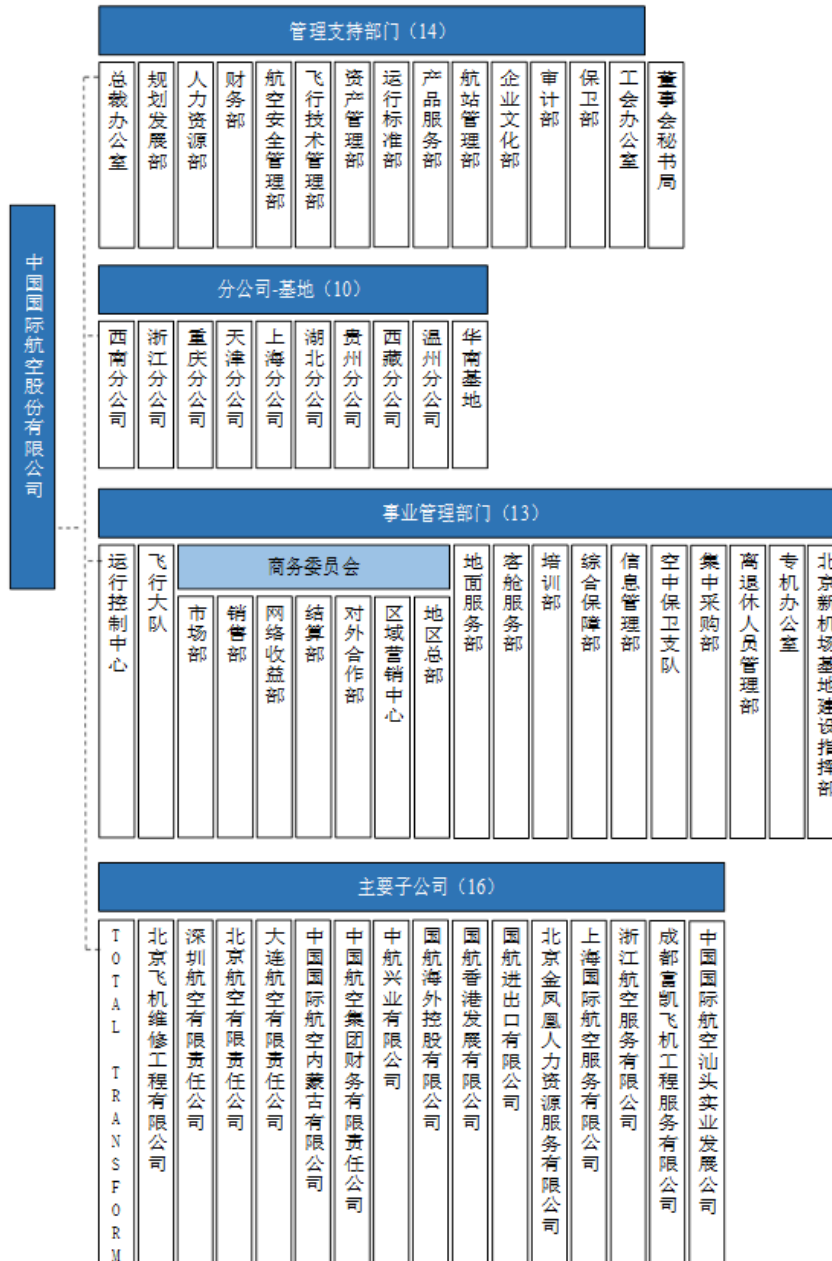 中国国际航空股份有限公司
管理支持部门（14）
总裁办公室
规划发展部
人力资源部
财务部
航空安全管理部
飞行技术管理部
资产管理部
运行标准部
产品服务部
航站管理部
企业文化部
审计部
保卫部
工会办公室
董事会秘书局
分公司-基地（10）
西南分公司
浙江分公司
重庆分公司
天津分公司
上海分公司
湖北分公司
贵州分公司
西藏分公司
温州分公司
华南基地
事业管理部门（13）
运行控制中心
飞行大队
商务委员会
市场部
销售部
网络收益部
结算部
对外合作部
区域营销中心
地区总部
地面服务部
客舱服务部
培训部
综合保障部
信息管理部
空中保卫支队
集中采购部
离退休人员管理部
专机办公室
北京新机场基地建设指挥部
主要子公司（16）
TOTAL TRANSFORM
北京飞机维修工程有限公司
深圳航空有限责任公司
北京航空有限责任公司
大连航空有限责任公司
中国国际航空内蒙古有限公司
中国航空集团财务有限责任公司
中航兴业有限公司
国航海外控股有限公司
国航香港发展有限公司
国航进出口有限公司
北京金凤凰人力资源服务有限公司
上海国际航空服务有限公司
浙江航空服务有限公司
成都富凯飞机工程服务有限公司
中国国际航空汕头实业发展公司